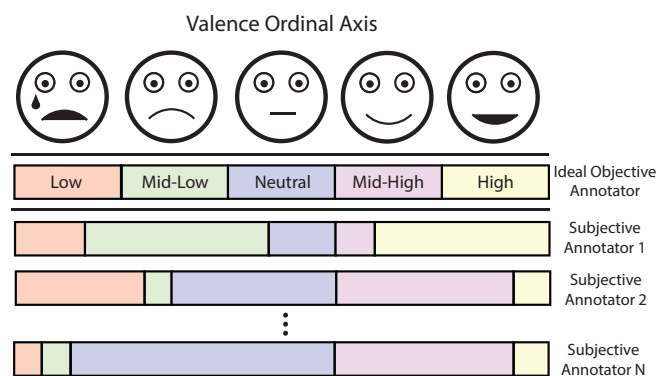 Valence Ordinal Axis
Low Mid-Low Neutral Mid-High High
Ideal Objective
Annotator
Subjective
Annotator 1
Subjective
Annotator 2
Subjective
Annotator N